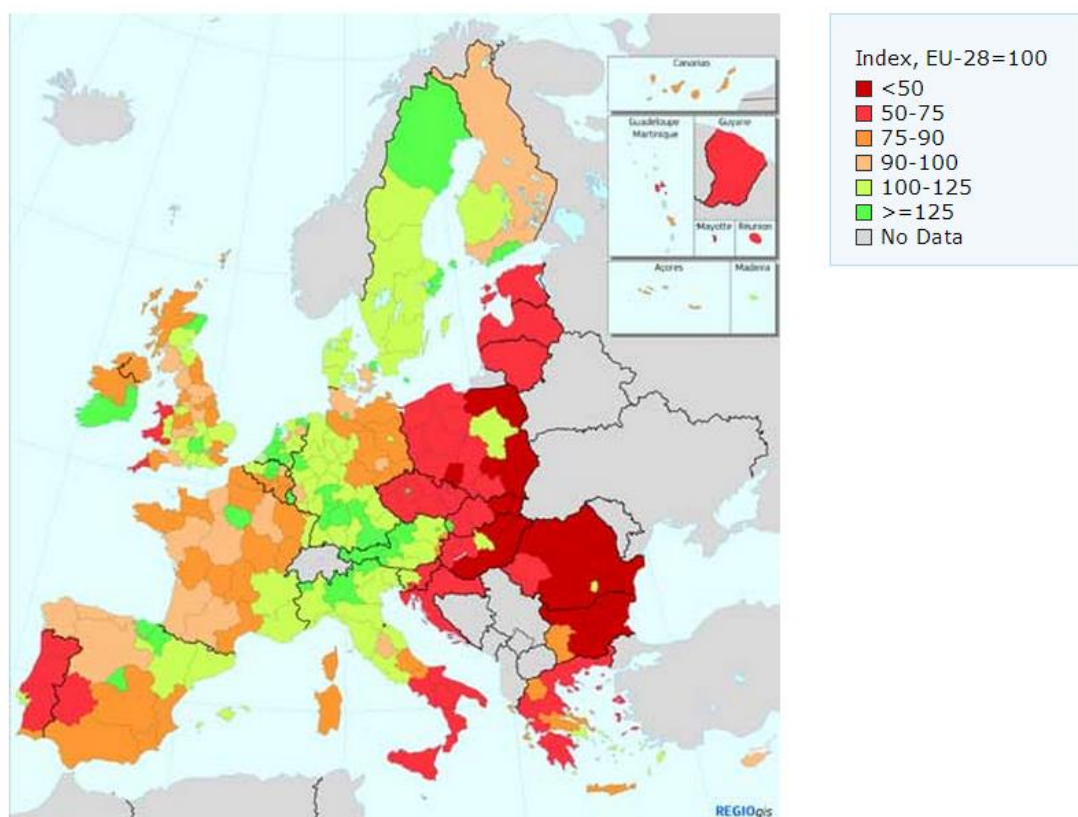 Canarias
Guadeloupe
Martinique
Guyane
Mayotte
Réunion
Açores
Madeira
REGIOgis
Index, EU-28=100
<50
50-75
75-90
90-100
100-125
>=125
No Data